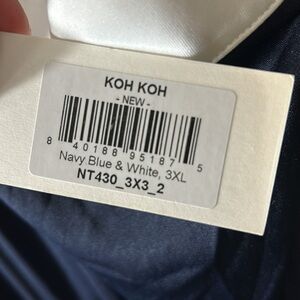 KOH KOH
- NEW -
8 40188 95187 5
Navy Blue & White, 3XL
NT430_3X3_2